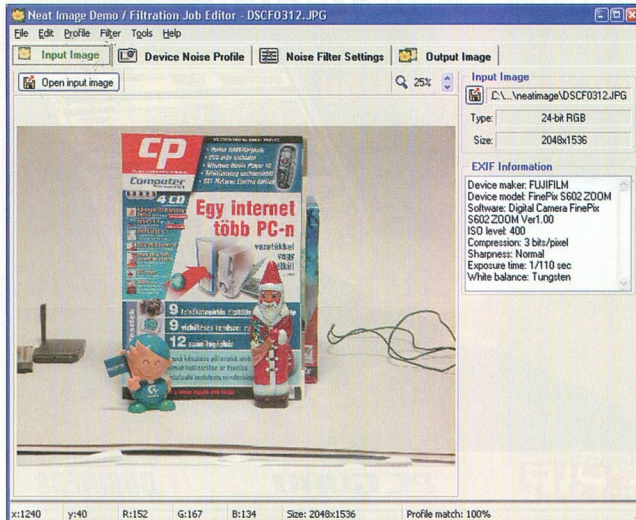 Neat Image Demo / Filtration Job Editor - DSCF0312.JPG
File Edit Profile Filter Tools Help
Input Image Device Noise Profile Noise Filter Settings Output Image
Open input image
25%
Input Image
C:\...\neatimage\DSCF0312.JPG
Type: 24-bit RGB
Size: 2048x1536
EXIF Information
Device maker: FUJIFILM
Device model: FinePix S602 ZOOM
Software: Digital Camera FinePix
S602 ZOOM Ver1.00
ISO level: 400
Compression: 3 bits/pixel
Sharpness: Normal
Exposure time: 1/110 sec
White balance: Tungsten
CP
Computer
4 CD
Egy internet
több PC-n
vezetékkel
vagy
9
9
12
x:1240 y:40 R:152 G:167 B:134 Size: 2048x1536 Profile match: 100%